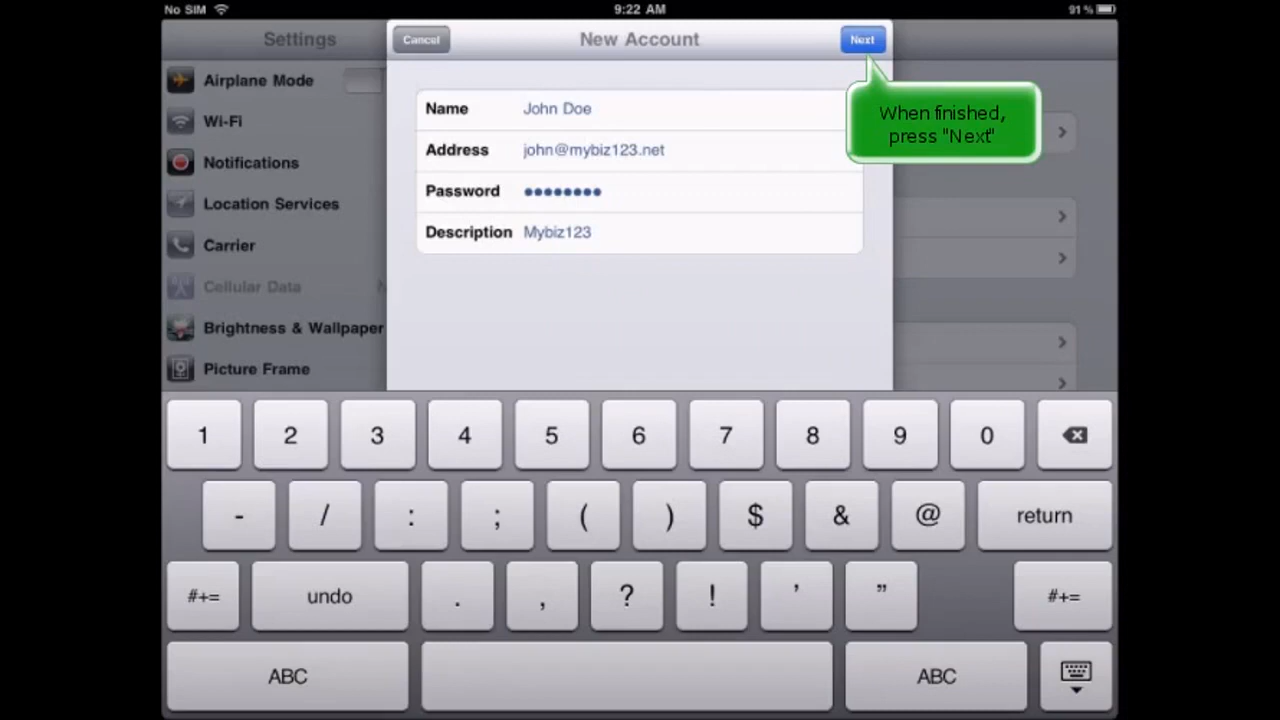 No SIM
9:22 AM
91 %
Settings
Cancel
New Account
Next
When finished,
press "Next"
Airplane Mode
Wi-Fi
Notifications
Location Services
Carrier
Cellular Data
Brightness & Wallpaper
Picture Frame
Name John Doe
Address john@mybiz123.net
Password ●●●●●●●●
Description Mybiz123
1 2 3 4 5 6 7 8 9 0
- / : ; ( ) $ & @ return
#+= undo . , ? ! ’ ” #+=
ABC ABC